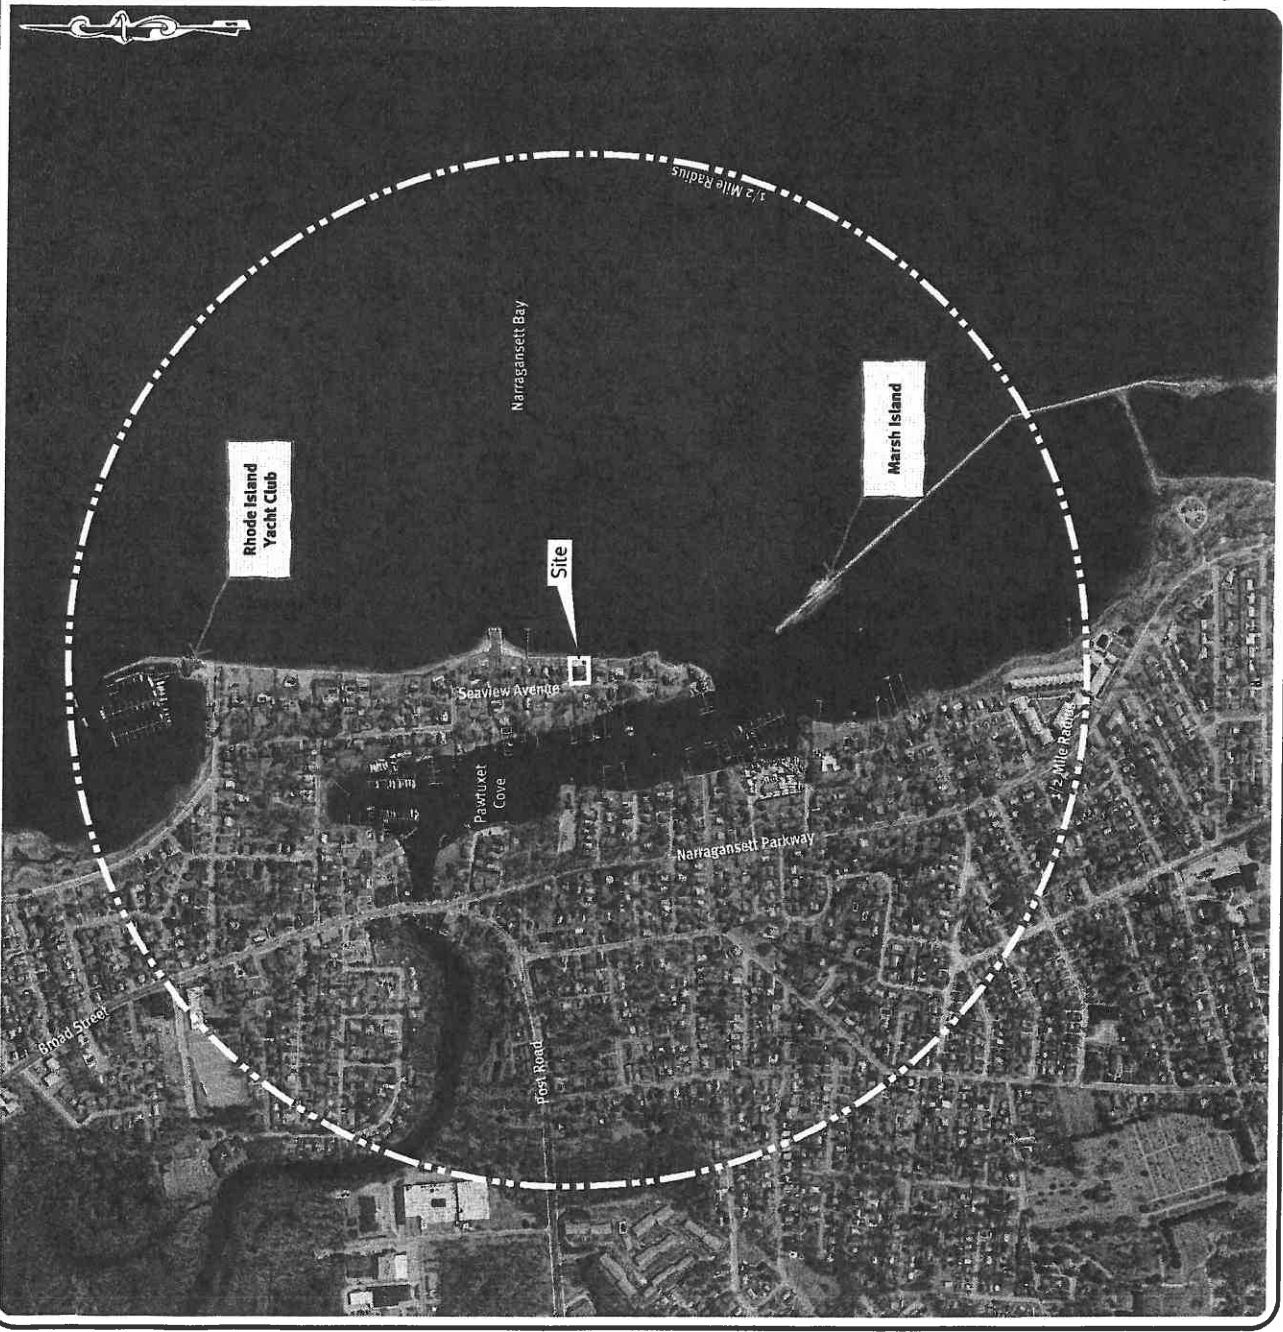 1/2 Mile Radius
Narragansett Bay
Marsh Island
Rhode Island
Yacht Club
Site
Seaview Avenue
Pawtuxet
Cove
1/2 Mile Radius
Narragansett Parkway
Broad Street
Post Road